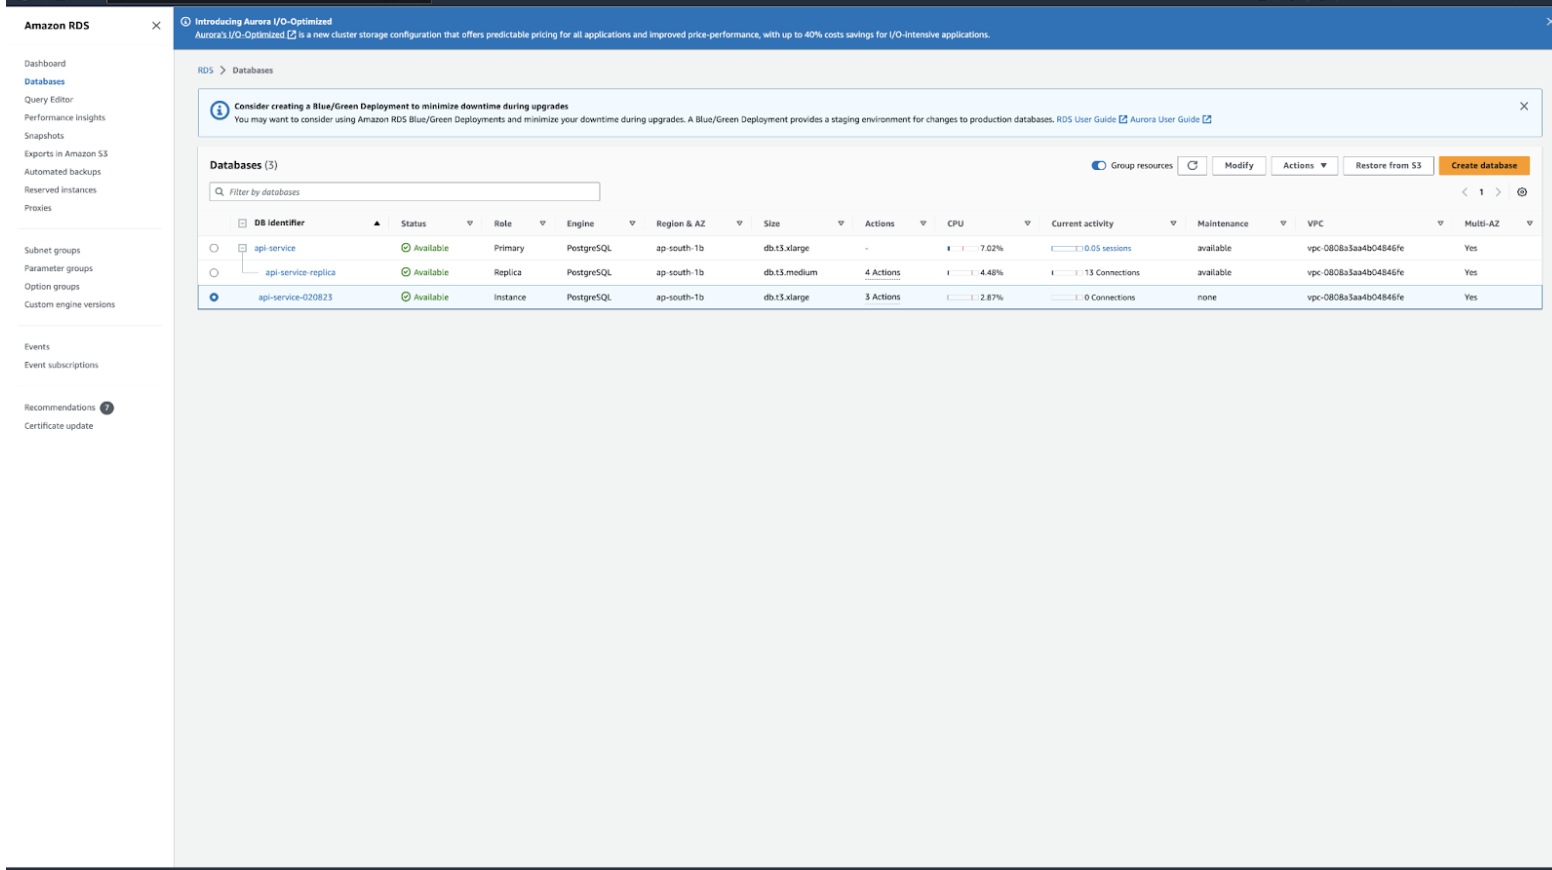 Amazon RDS
Introducing Aurora I/O-Optimized
Aurora's I/O-Optimized is a new cluster storage configuration that offers predictable pricing for all applications and improved price-performance, with up to 40% costs savings for I/O-intensive applications.
Dashboard
Databases
Query Editor
Performance insights
Snapshots
Exports in Amazon S3
Automated backups
Reserved instances
Proxies
Subnet groups
Parameter groups
Option groups
Custom engine versions
Events
Event subscriptions
Recommendations 7
Certificate update
RDS > Databases
Consider creating a Blue/Green Deployment to minimize downtime during upgrades
You may want to consider using Amazon RDS Blue/Green Deployments and minimize your downtime during upgrades. A Blue/Green Deployment provides a staging environment for changes to production databases. RDS User Guide Aurora User Guide
Databases (3) Group resources Modify Actions Restore from S3 Create database
Filter by databases < 1 >
DB identifier Status Role Engine Region & AZ Size Actions CPU Current activity Maintenance VPC Multi-AZ
api-service Available Primary PostgreSQL ap-south-1b db.t3.xlarge - 7.02% 0.05 sessions available vpc-0808a3aa4b04846fe Yes
api-service-replica Available Replica PostgreSQL ap-south-1b db.t3.medium 4 Actions 4.48% 13 Connections available vpc-0808a3aa4b04846fe Yes
api-service-020823 Available Instance PostgreSQL ap-south-1b db.t3.xlarge 3 Actions 2.87% 0 Connections none vpc-0808a3aa4b04846fe Yes